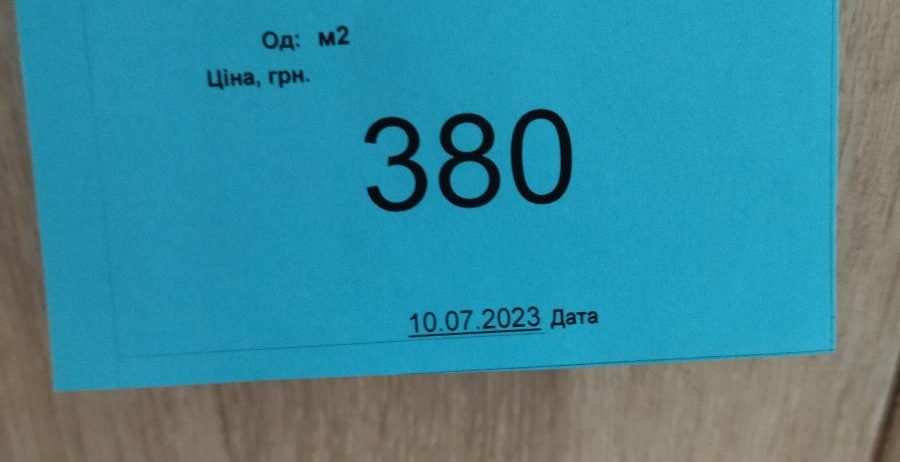 Од: м2
Ціна, грн.
380
10.07.2023 Дата